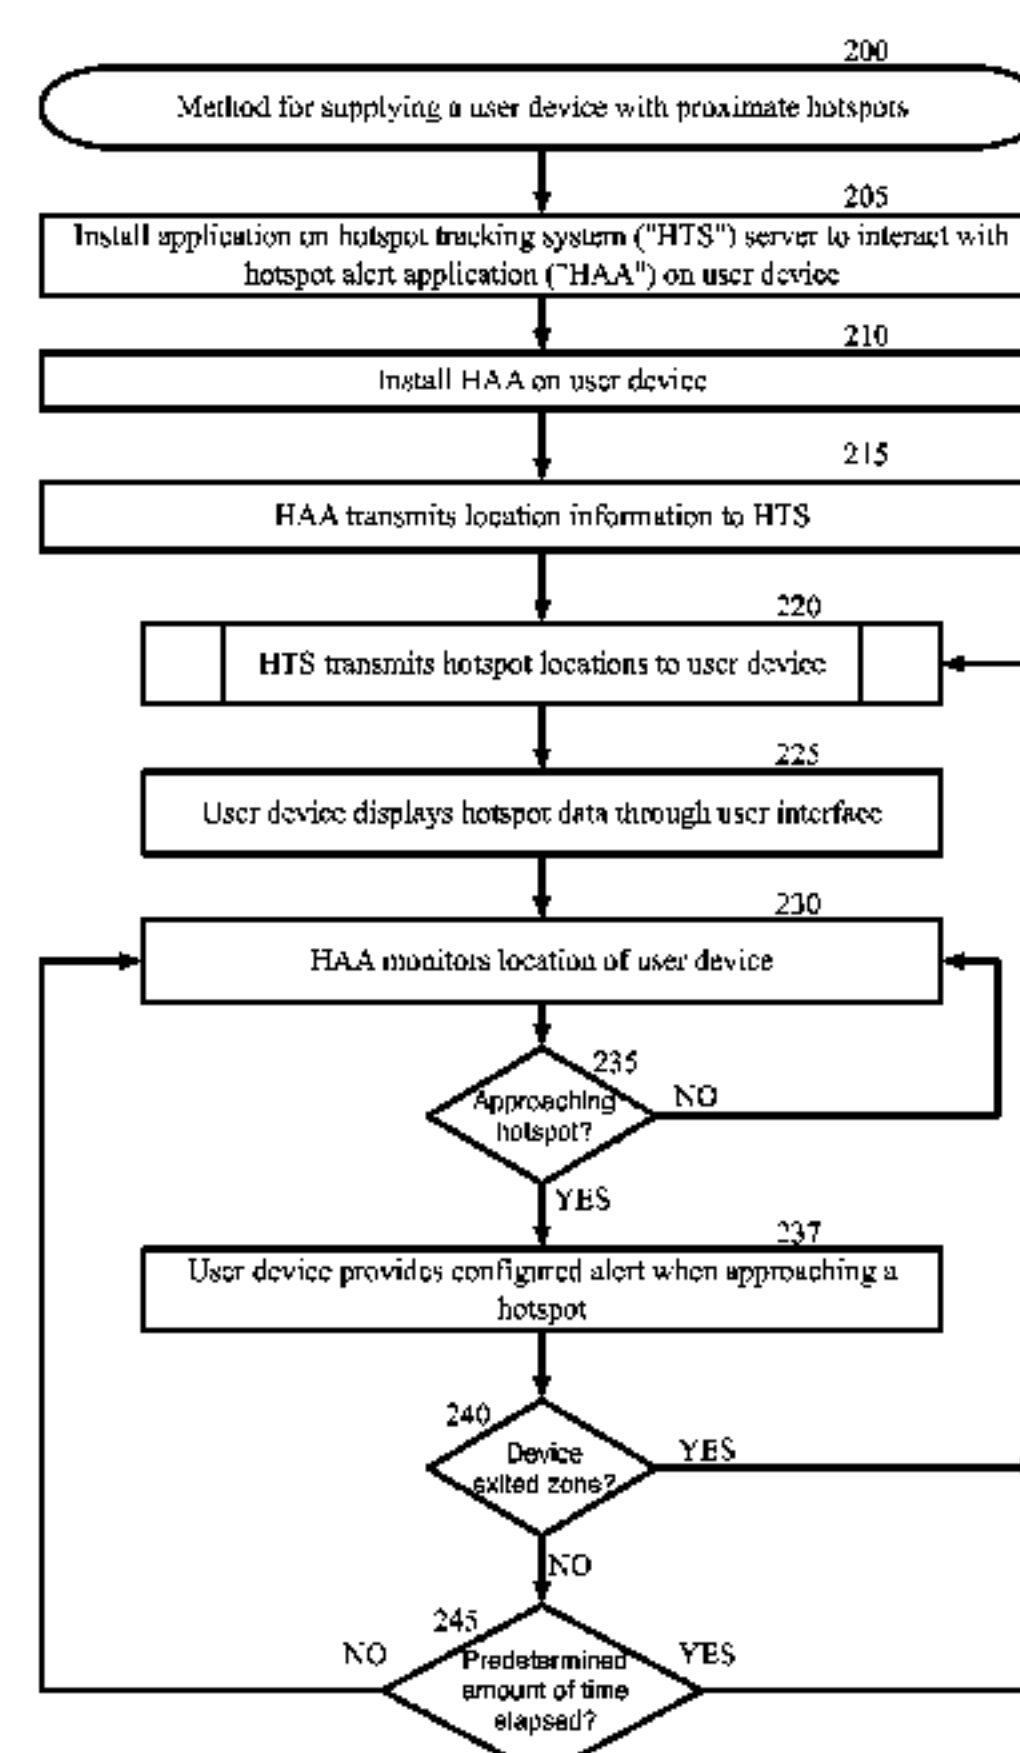 200
Method for supplying a user device with proximate hotspots
205
Install application on hotspot tracking system ("HTS") server to interact with
hotspot alert application ("HAA") on user device
210
Install HAA on user device
215
HAA transmits location information to HTS
220
HTS transmits hotspot locations to user device
225
User device displays hotspot data through user interface
230
HAA monitors location of user device
235
Approaching
hotspot?
NO
YES
237
User device provides configured alert when approaching a
hotspot
240
Device
exited zone?
YES
NO
245
NO
YES
Predetermined
amount of time
elapsed?